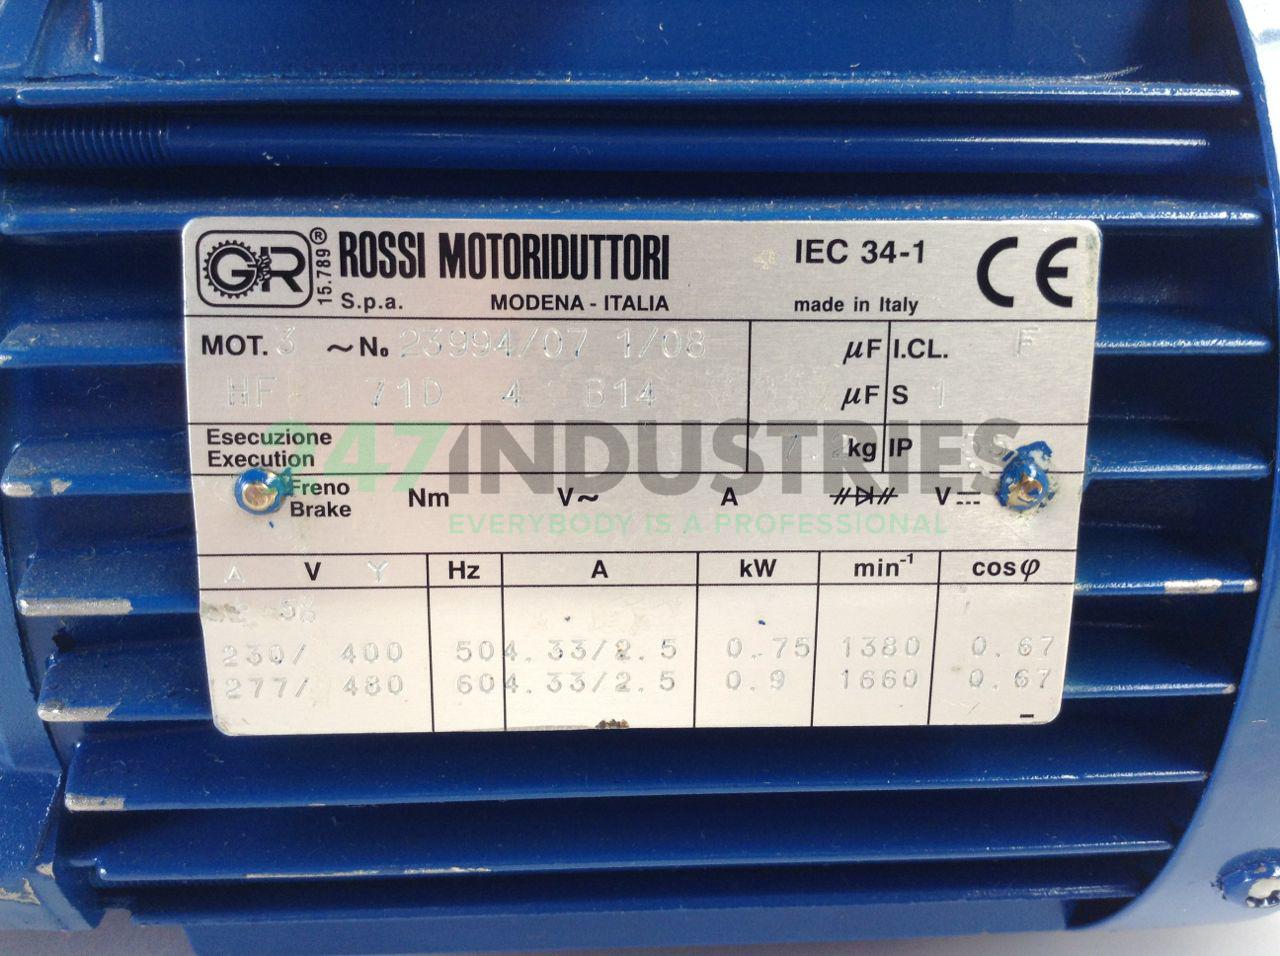 GR ® 15.789 ROSSI MOTORIDUTTORI IEC 34-1 CE
S.p.a. MODENA - ITALIA made in Italy
MOT. 3 ~ No 23994/07 1/08 µF I.CL. F
HF 71D 4 B14 µF S 1
Esecuzione
Execution kg IP
247INDUSTRIES
EVERYBODY IS A PROFESSIONAL
Freno
Brake Nm V~ A V
Δ V Y Hz A kW min-1 cosφ
230/ 400 50 4.33/2.5 0.75 1380 0.67
277/ 480 60 4.33/2.5 0.9 1660 0.67